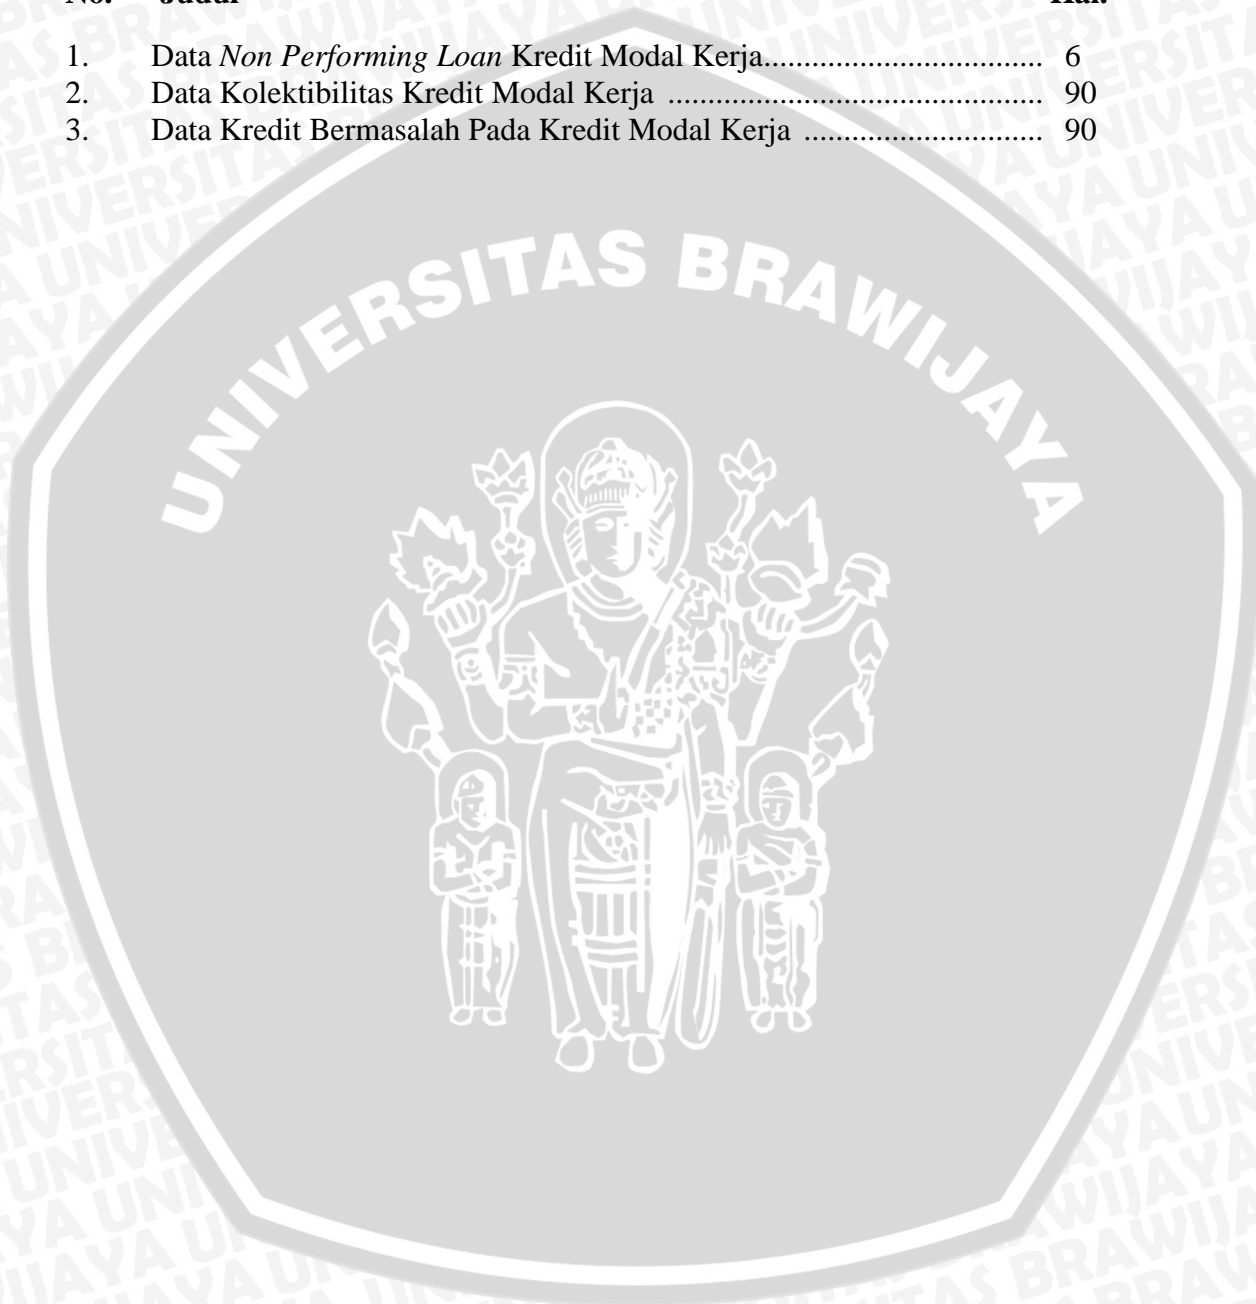 No. Judul Hal.
1. Data Non Performing Loan Kredit Modal Kerja.................................. 6
2. Data Kolektibilitas Kredit Modal Kerja .............................................. 90
3. Data Kredit Bermasalah Pada Kredit Modal Kerja ............................. 90
UNIVERSITAS BRAWIJAYA